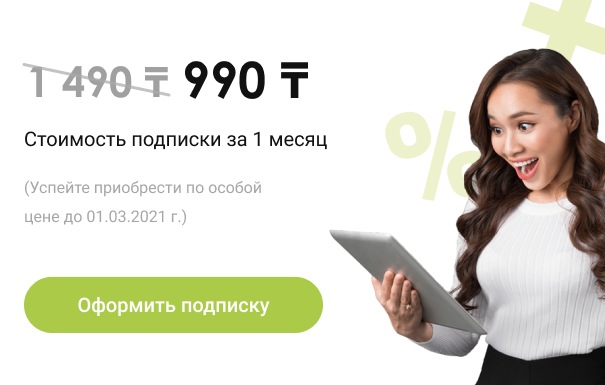 1 490 ₸ 990 ₸
Стоимость подписки за 1 месяц
(Успейте приобрести по особой
цене до 01.03.2021 г.)
%
Оформить подписку